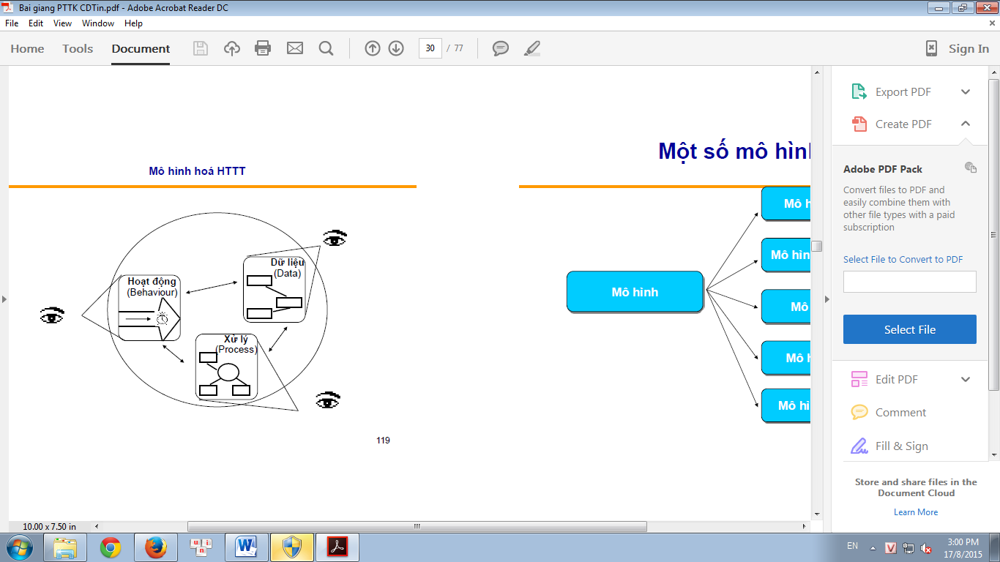 Bai giang PTTK CDTin.pdf - Adobe Acrobat Reader DC
File Edit View Window Help
Home Tools Document 30 / 77 Sign In
Mô hình hoá HTTT
Hoạt động
(Behaviour)
Dữ liệu
(Data)
Xử lý
(Process)
119
Một số mô hình
Mô hình
Mô h
Mô hìn
Mô
Mô h
Mô hì
Export PDF
Create PDF
Adobe PDF Pack
Convert files to PDF and
easily combine them with
other file types with a paid
subscription
Select File to Convert to PDF
Select File
Edit PDF
Comment
Fill & Sign
Store and share files in the
Document Cloud
Learn More
10.00 x 7.50 in
EN
3:00 PM
17/8/2015